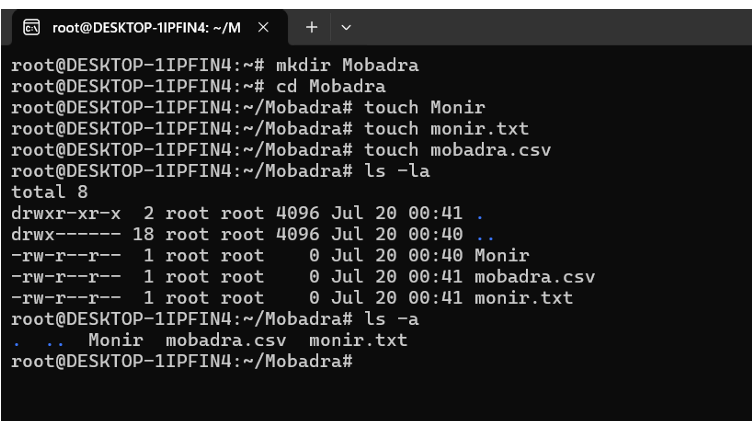 root@DESKTOP-1IPFIN4: ~/M
root@DESKTOP-1IPFIN4:~# mkdir Mobadra
root@DESKTOP-1IPFIN4:~# cd Mobadra
root@DESKTOP-1IPFIN4:~/Mobadra# touch Monir
root@DESKTOP-1IPFIN4:~/Mobadra# touch monir.txt
root@DESKTOP-1IPFIN4:~/Mobadra# touch mobadra.csv
root@DESKTOP-1IPFIN4:~/Mobadra# ls -la
total 8
drwxr-xr-x  2 root root 4096 Jul 20 00:41 .
drwx------ 18 root root 4096 Jul 20 00:40 ..
-rw-r--r--  1 root root    0 Jul 20 00:40 Monir
-rw-r--r--  1 root root    0 Jul 20 00:41 mobadra.csv
-rw-r--r--  1 root root    0 Jul 20 00:41 monir.txt
root@DESKTOP-1IPFIN4:~/Mobadra# ls -a
.  ..  Monir  mobadra.csv  monir.txt
root@DESKTOP-1IPFIN4:~/Mobadra#